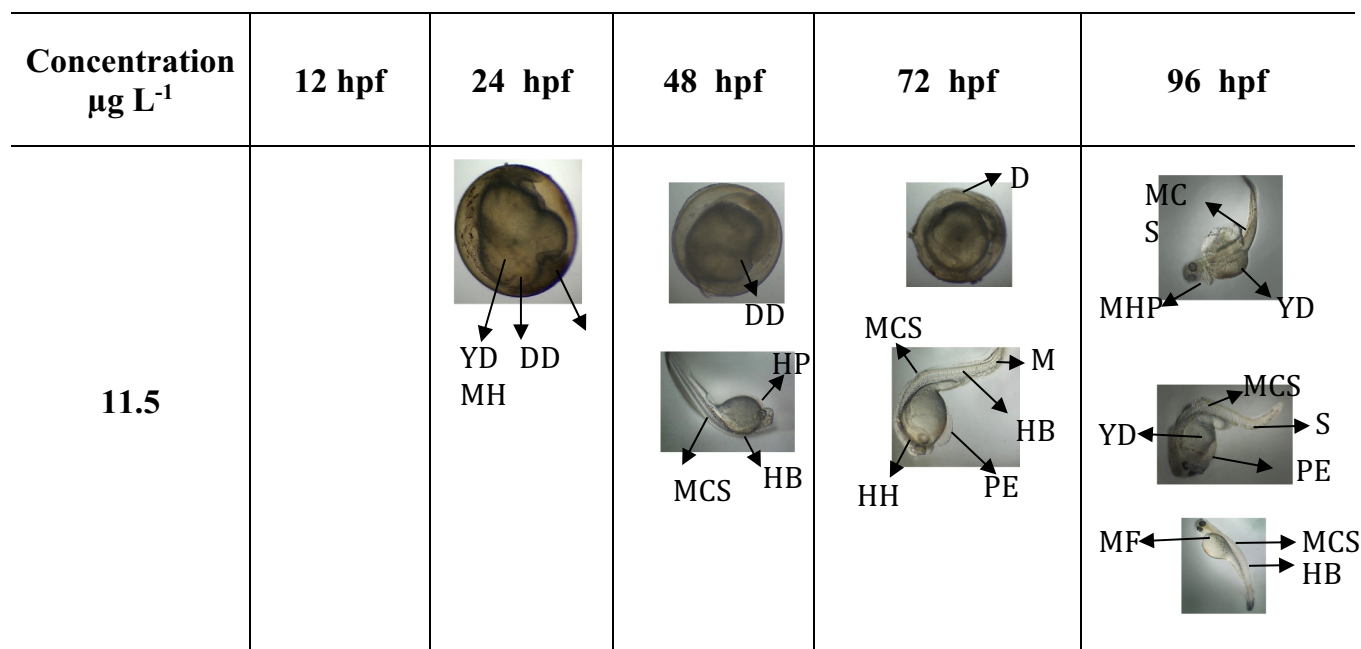 Concentration
µg L-1
12 hpf
24 hpf
48 hpf
72 hpf
96 hpf
11.5
YD DD
MH
DD
HP
MCS
HB
D
MCS
M
HB
HH
PE
MC
S
MHP
YD
MCS
YD
S
PE
MF
MCS
HB